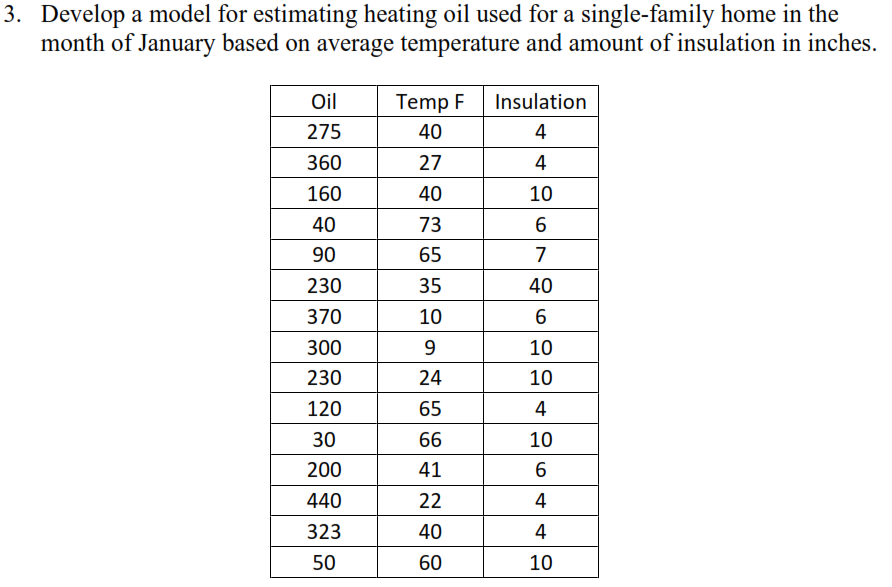 3. Develop a model for estimating heating oil used for a single-family home in the
month of January based on average temperature and amount of insulation in inches.
Oil Temp F Insulation
275 40 4
360 27 4
160 40 10
40 73 6
90 65 7
230 35 40
370 10 6
300 9 10
230 24 10
120 65 4
30 66 10
200 41 6
440 22 4
323 40 4
50 60 10